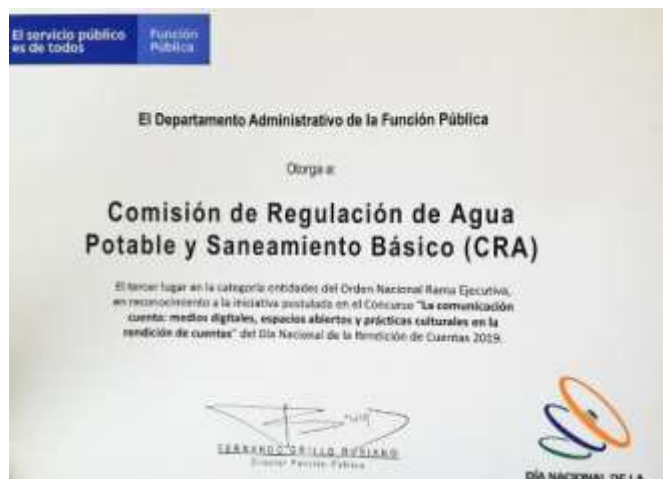 El servicio público
es de todos
Función
Pública
El Departamento Administrativo de la Función Pública
Otorga a:
Comisión de Regulación de Agua
Potable y Saneamiento Básico (CRA)
El tercer lugar en la categoría entidades del Orden Nacional Rama Ejecutiva,
en reconocimiento a la iniciativa postulada en el Concurso "La comunicación
cuenta: medios digitales, espacios abiertos y prácticas culturales en la
rendición de cuentas" del Día Nacional de la Rendición de Cuentas 2019.
FERNANDO GRILLO RUBIANO
Director Función Pública
DÍA NACIONAL DE LA